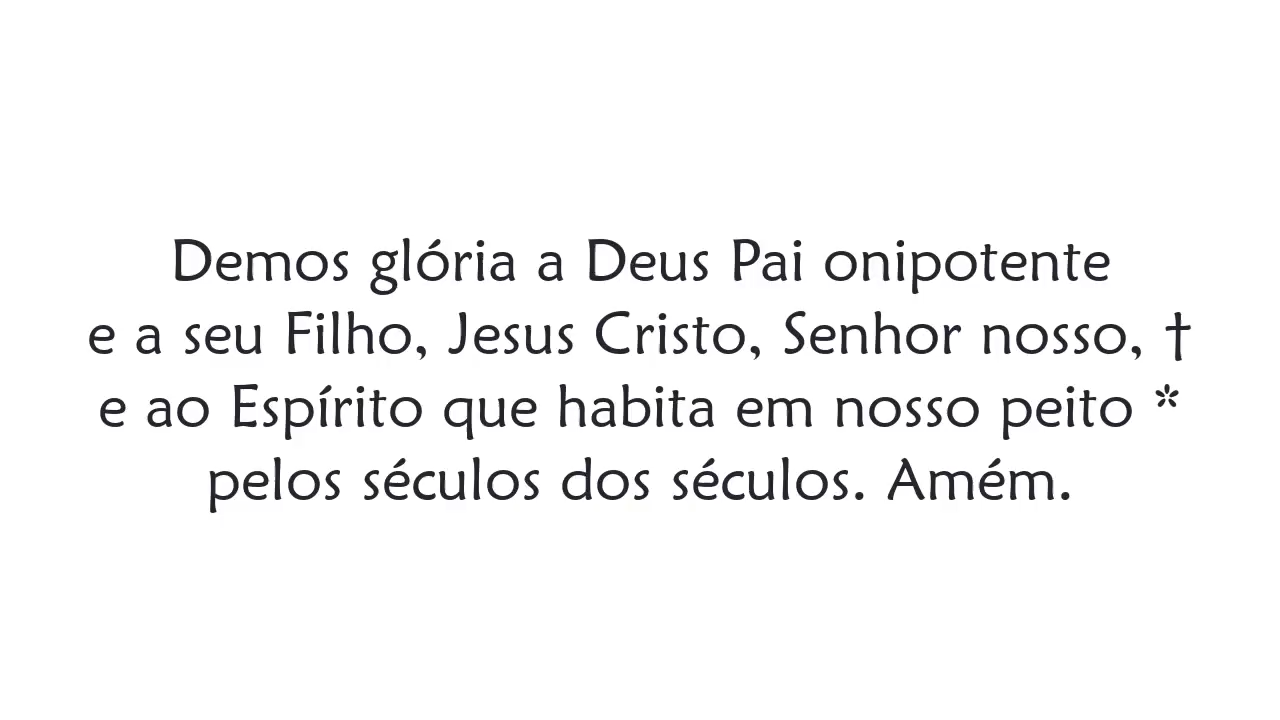 Demos glória a Deus Pai onipotente
e a seu Filho, Jesus Cristo, Senhor nosso, †
e ao Espírito que habita em nosso peito *
pelos séculos dos séculos. Amém.